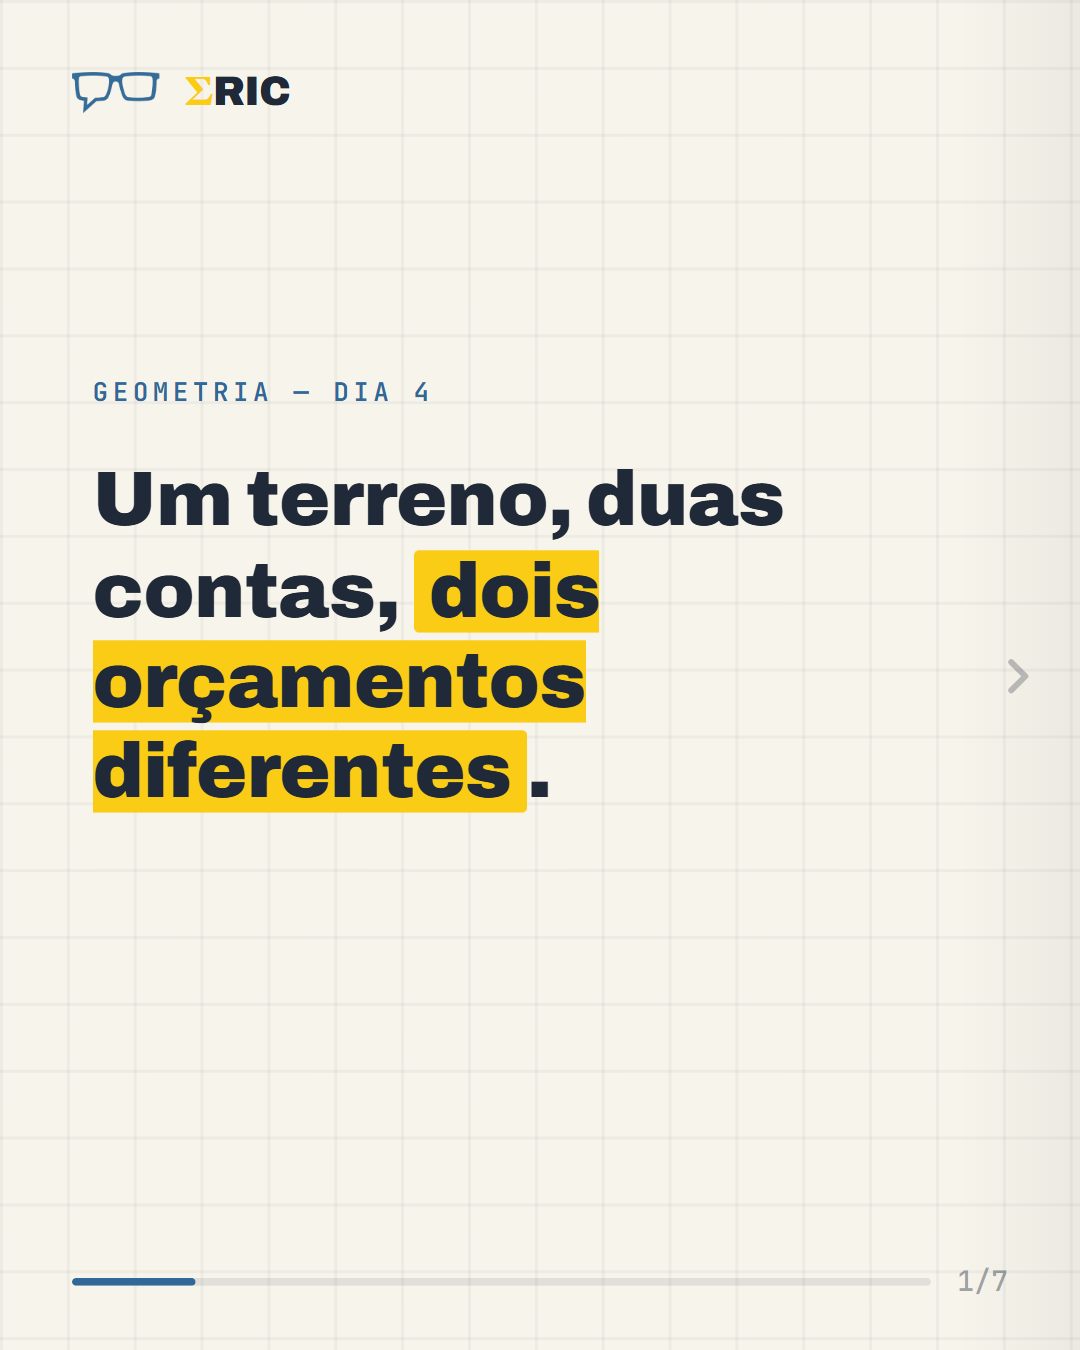 ΣRIC
GEOMETRIA — DIA 4
Um terreno, duas
contas, dois
orçamentos
diferentes .
1/7